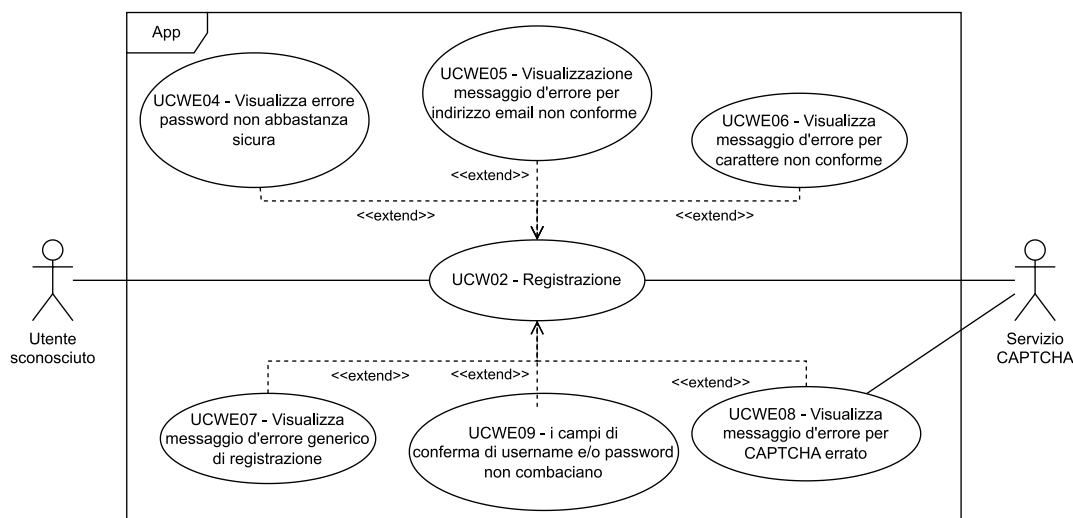 App
UCWE04 - Visualizza errore
password non abbastanza
sicura
UCWE05 - Visualizzazione
messaggio d'errore per
indirizzo email non conforme
UCWE06 - Visualizza
messaggio d'errore per
carattere non conforme
<<extend>>
<<extend>>
<<extend>>
UCW02 - Registrazione
Utente
sconosciuto
Servizio
CAPTCHA
<<extend>>
<<extend>>
<<extend>>
UCWE07 - Visualizza
messaggio d'errore generico
di registrazione
UCWE09 - i campi di
conferma di username e/o password
non combaciano
UCWE08 - Visualizza
messaggio d'errore per
CAPTCHA errato